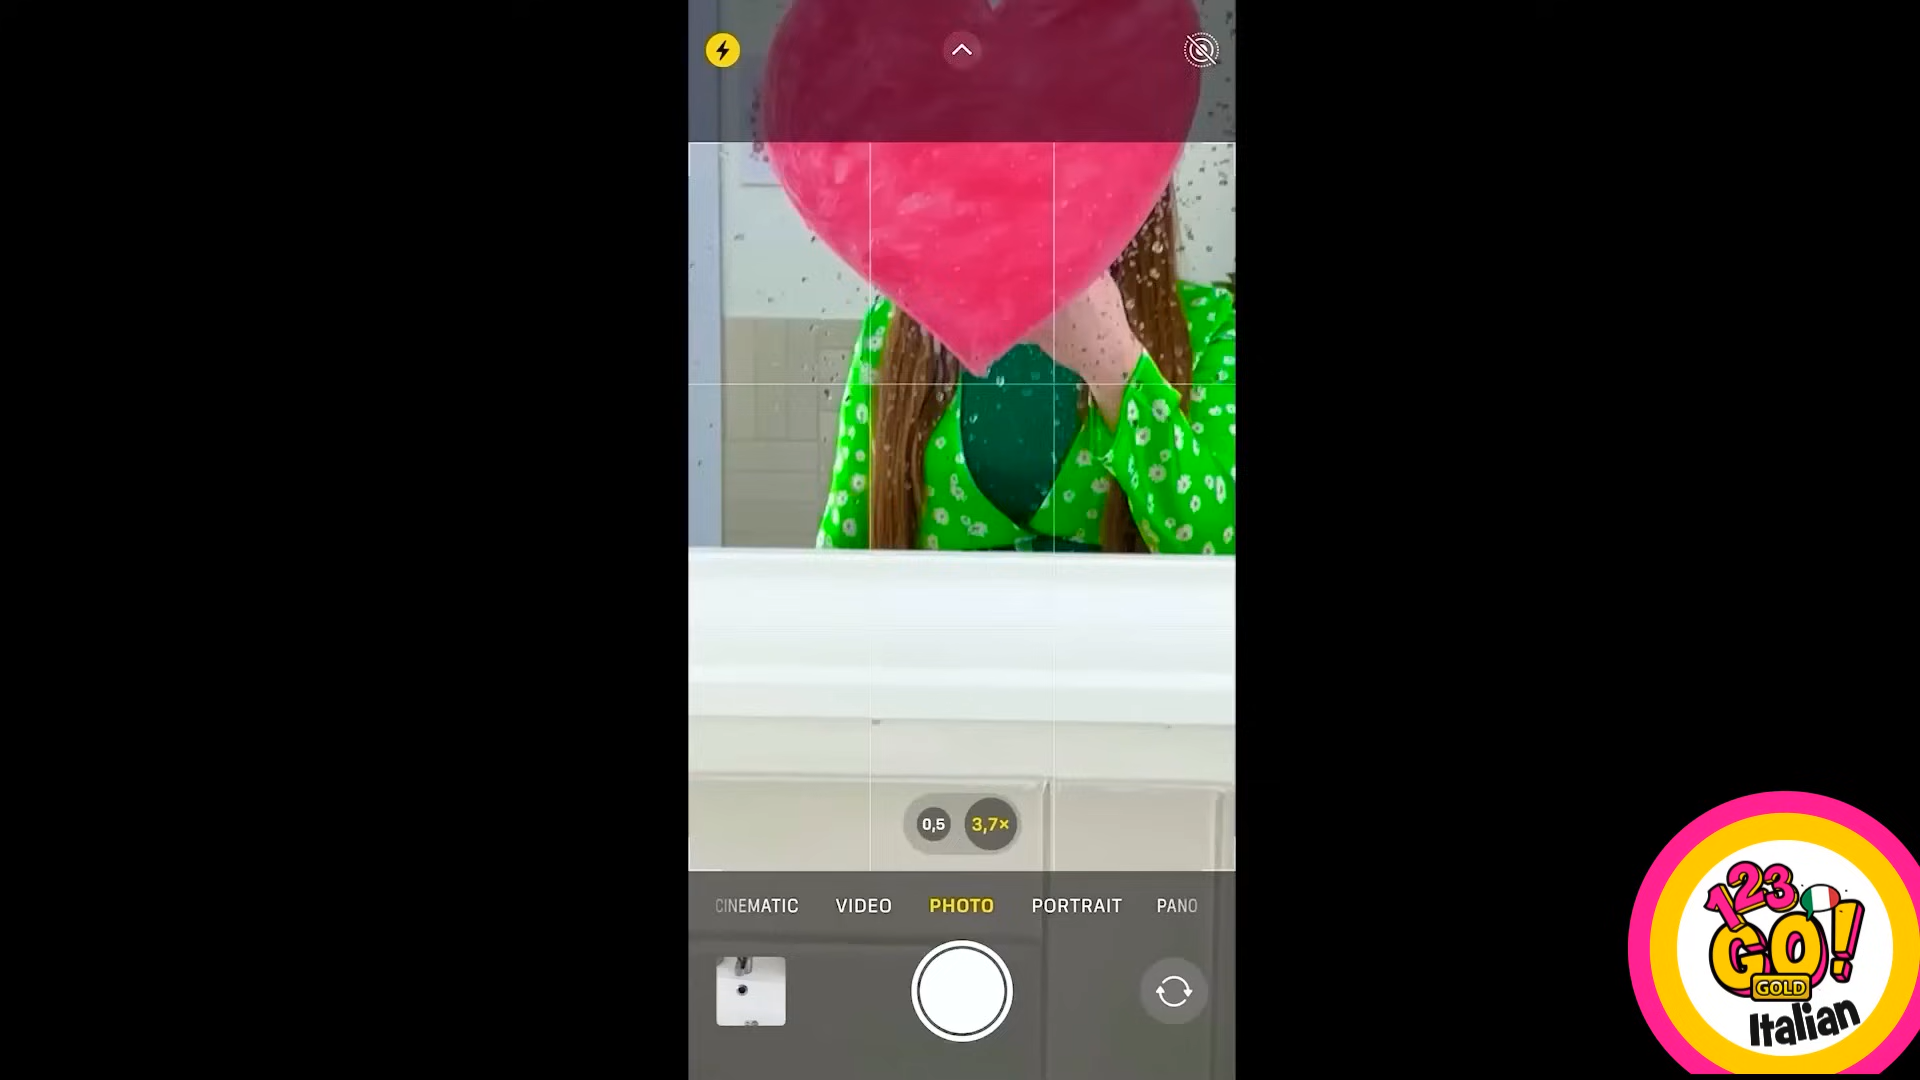 0,5 3,7×
CINEMATIC VIDEO PHOTO PORTRAIT PANO
123
GO!
GOLD
Italian